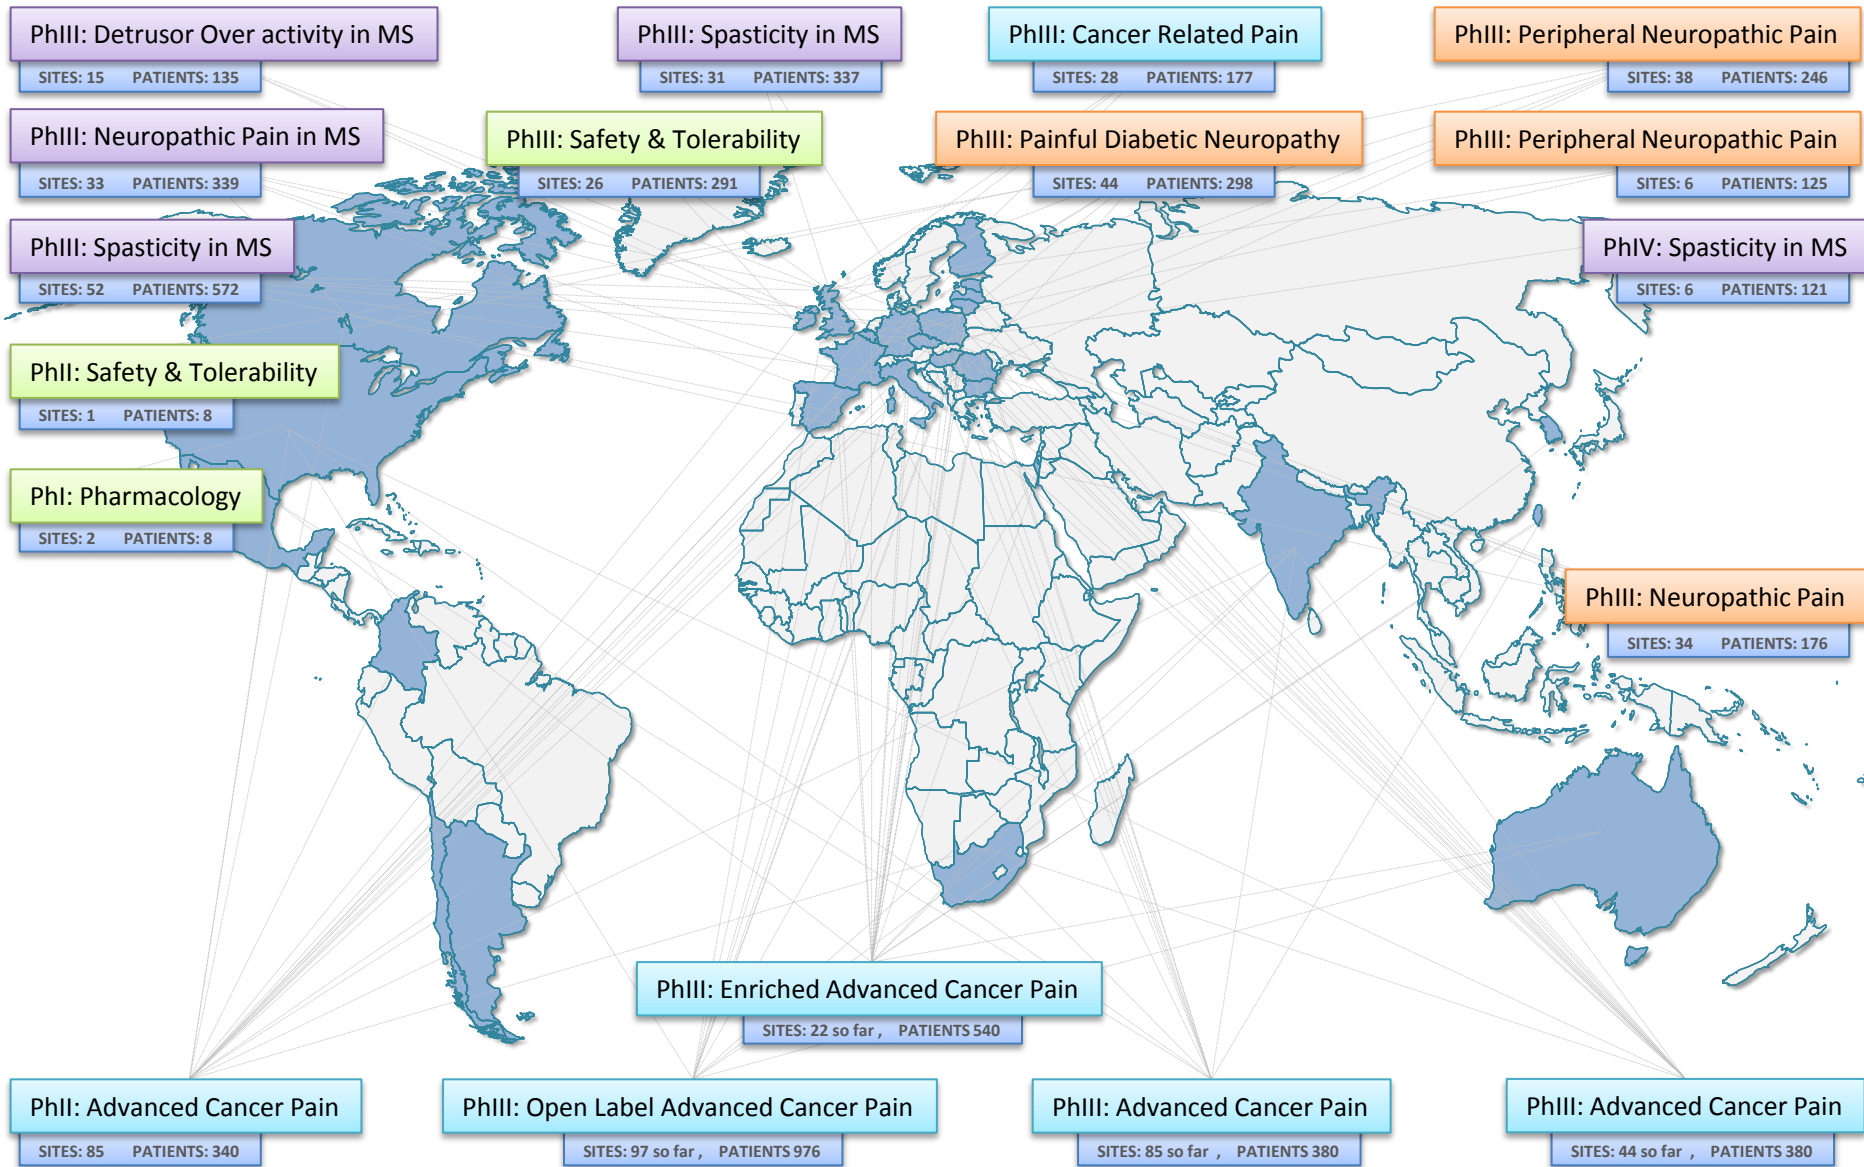 PhIII: Detrusor Over activity in MS
SITES: 15 PATIENTS: 135
PhIII: Spasticity in MS
SITES: 31 PATIENTS: 337
PhIII: Cancer Related Pain
SITES: 28 PATIENTS: 177
PhIII: Peripheral Neuropathic Pain
SITES: 38 PATIENTS: 246
PhIII: Neuropathic Pain in MS
SITES: 33 PATIENTS: 339
PhIII: Safety & Tolerability
SITES: 26 PATIENTS: 291
PhIII: Painful Diabetic Neuropathy
SITES: 44 PATIENTS: 298
PhIII: Peripheral Neuropathic Pain
SITES: 6 PATIENTS: 125
PhIII: Spasticity in MS
SITES: 52 PATIENTS: 572
PhIV: Spasticity in MS
SITES: 6 PATIENTS: 121
PhII: Safety & Tolerability
SITES: 1 PATIENTS: 8
PhI: Pharmacology
SITES: 2 PATIENTS: 8
PhIII: Neuropathic Pain
SITES: 34 PATIENTS: 176
PhIII: Enriched Advanced Cancer Pain
SITES: 22 so far , PATIENTS 540
PhII: Advanced Cancer Pain
SITES: 85 PATIENTS: 340
PhIII: Open Label Advanced Cancer Pain
SITES: 97 so far , PATIENTS 976
PhIII: Advanced Cancer Pain
SITES: 85 so far , PATIENTS 380
PhIII: Advanced Cancer Pain
SITES: 44 so far , PATIENTS 380